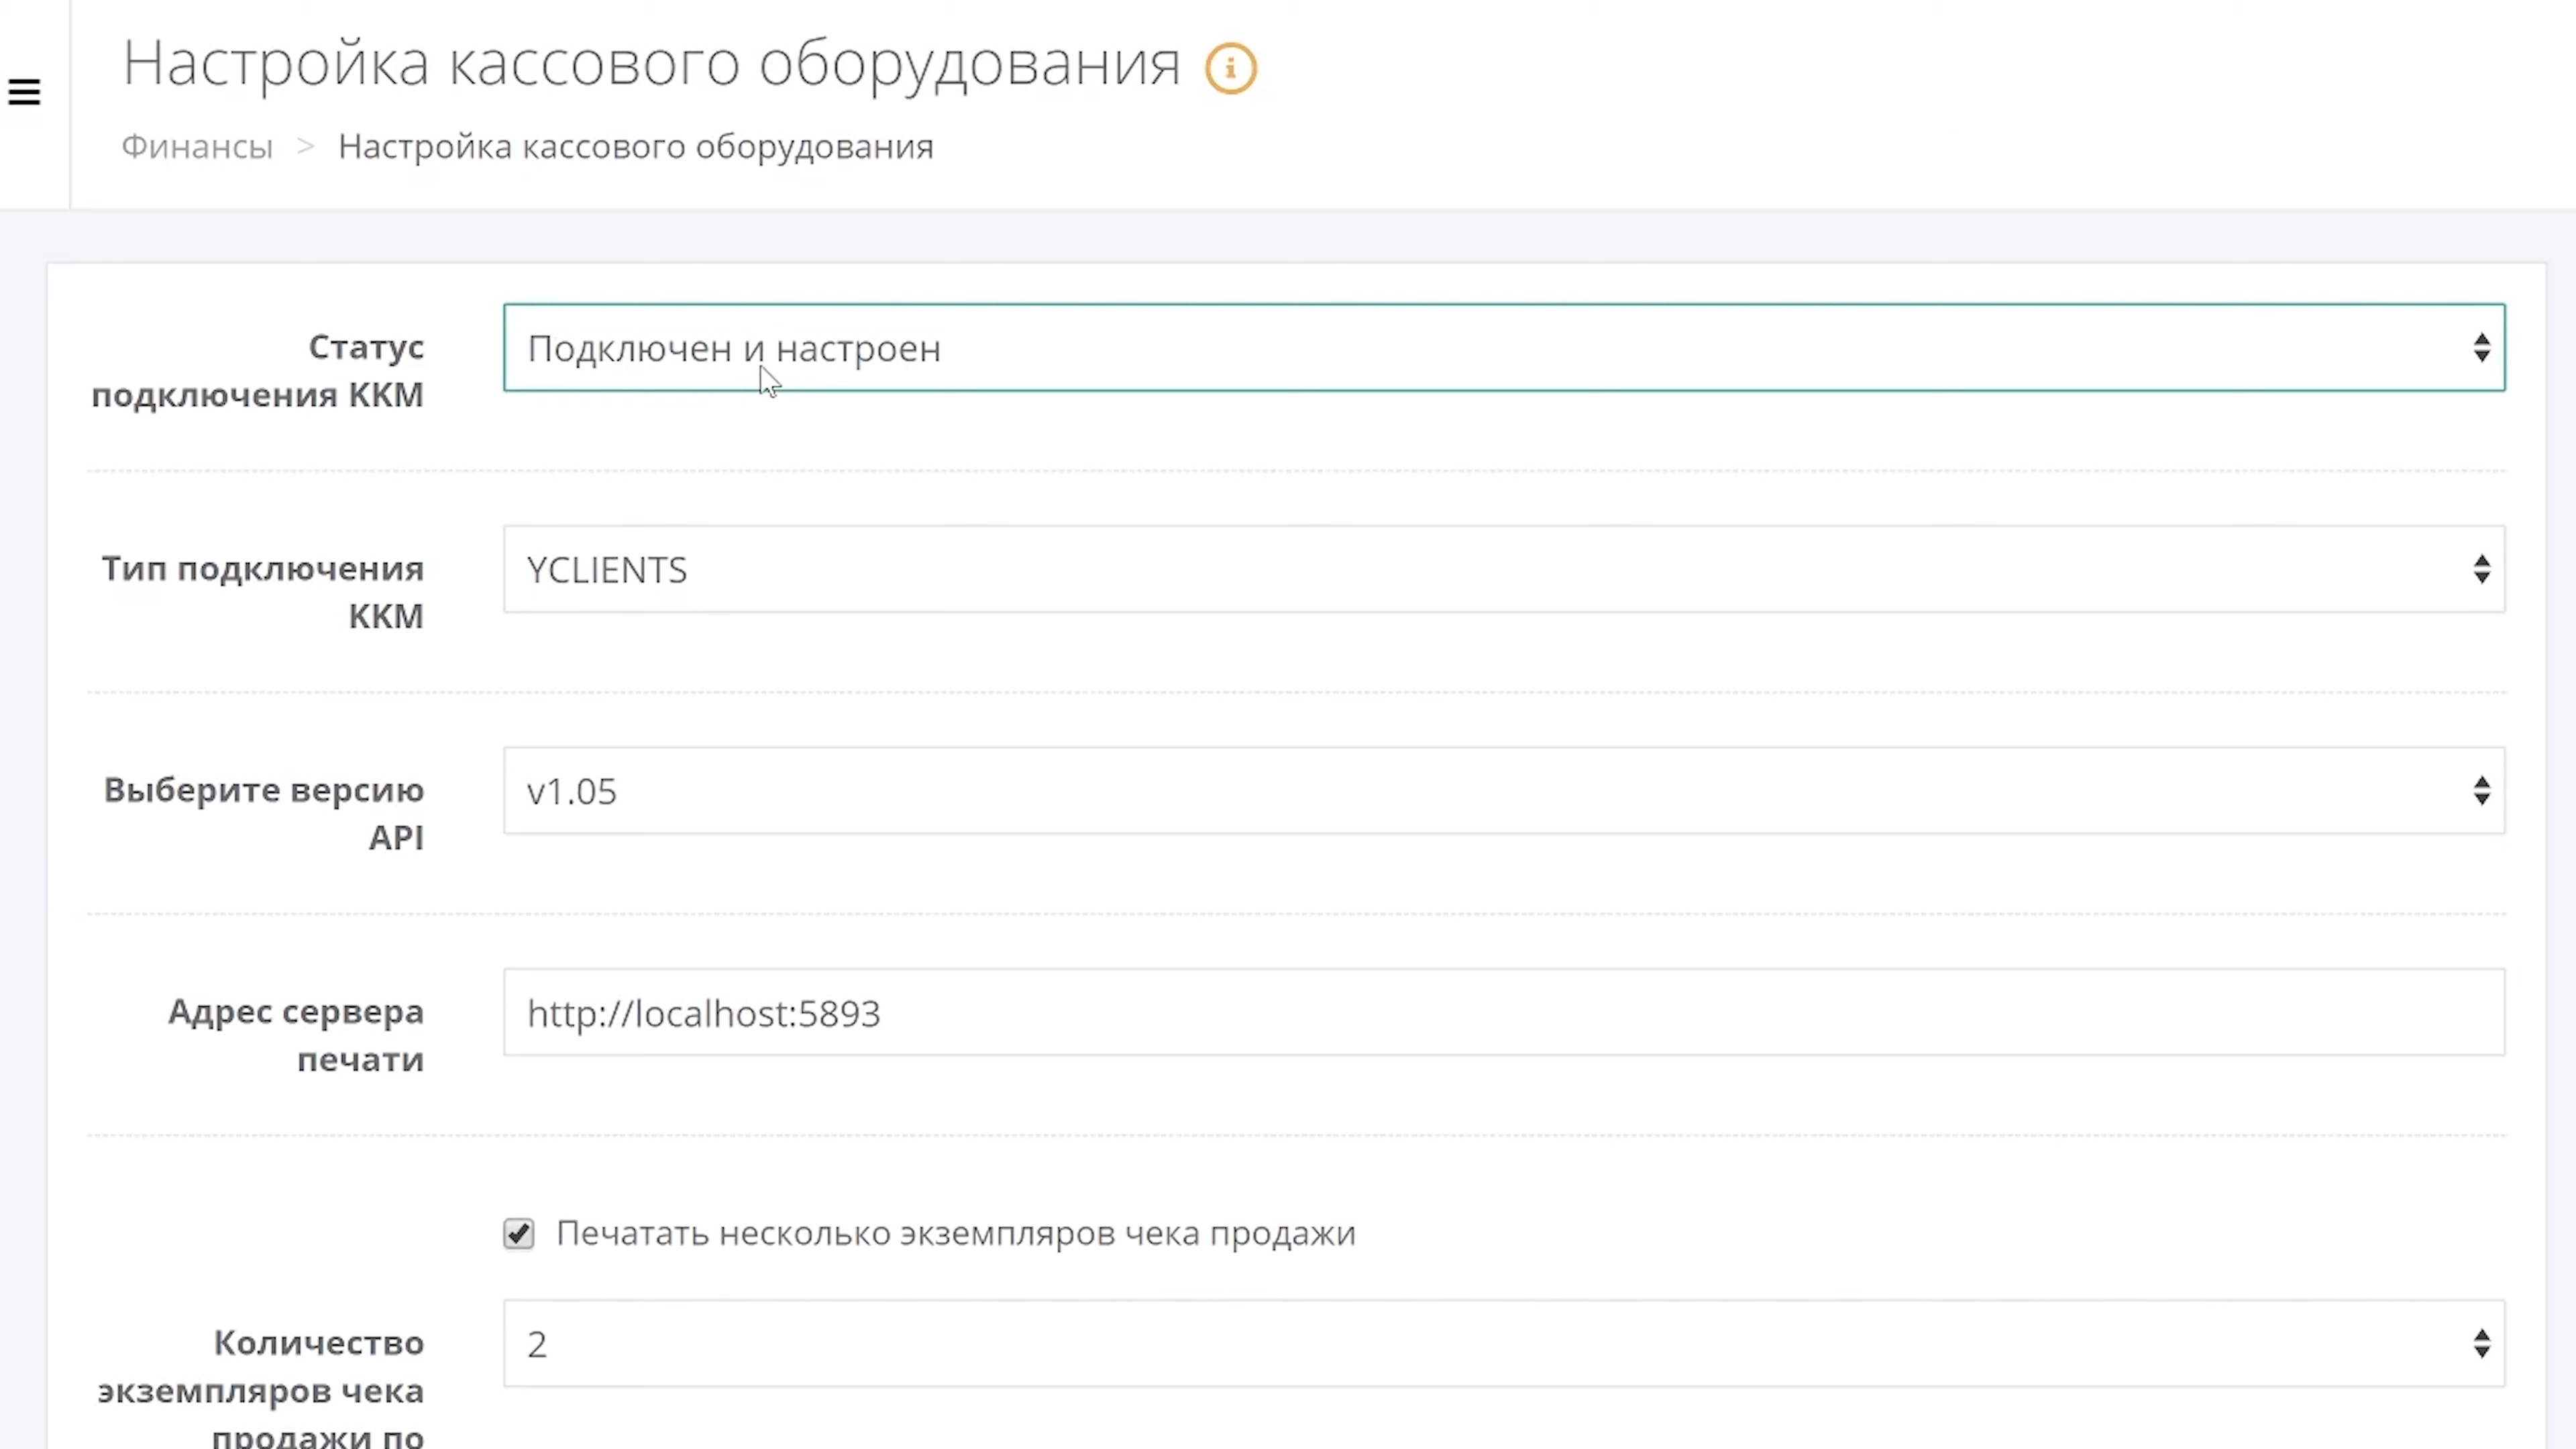 Настройка кассового оборудования
Финансы > Настройка кассового оборудования
Статус
подключения ККМ
Подключен и настроен
Тип подключения
ККМ
YCLIENTS
Выберите версию
API
v1.05
Адрес сервера
печати
http://localhost:5893
Печатать несколько экземпляров чека продажи
Количество
экземпляров чека
продажи по
2